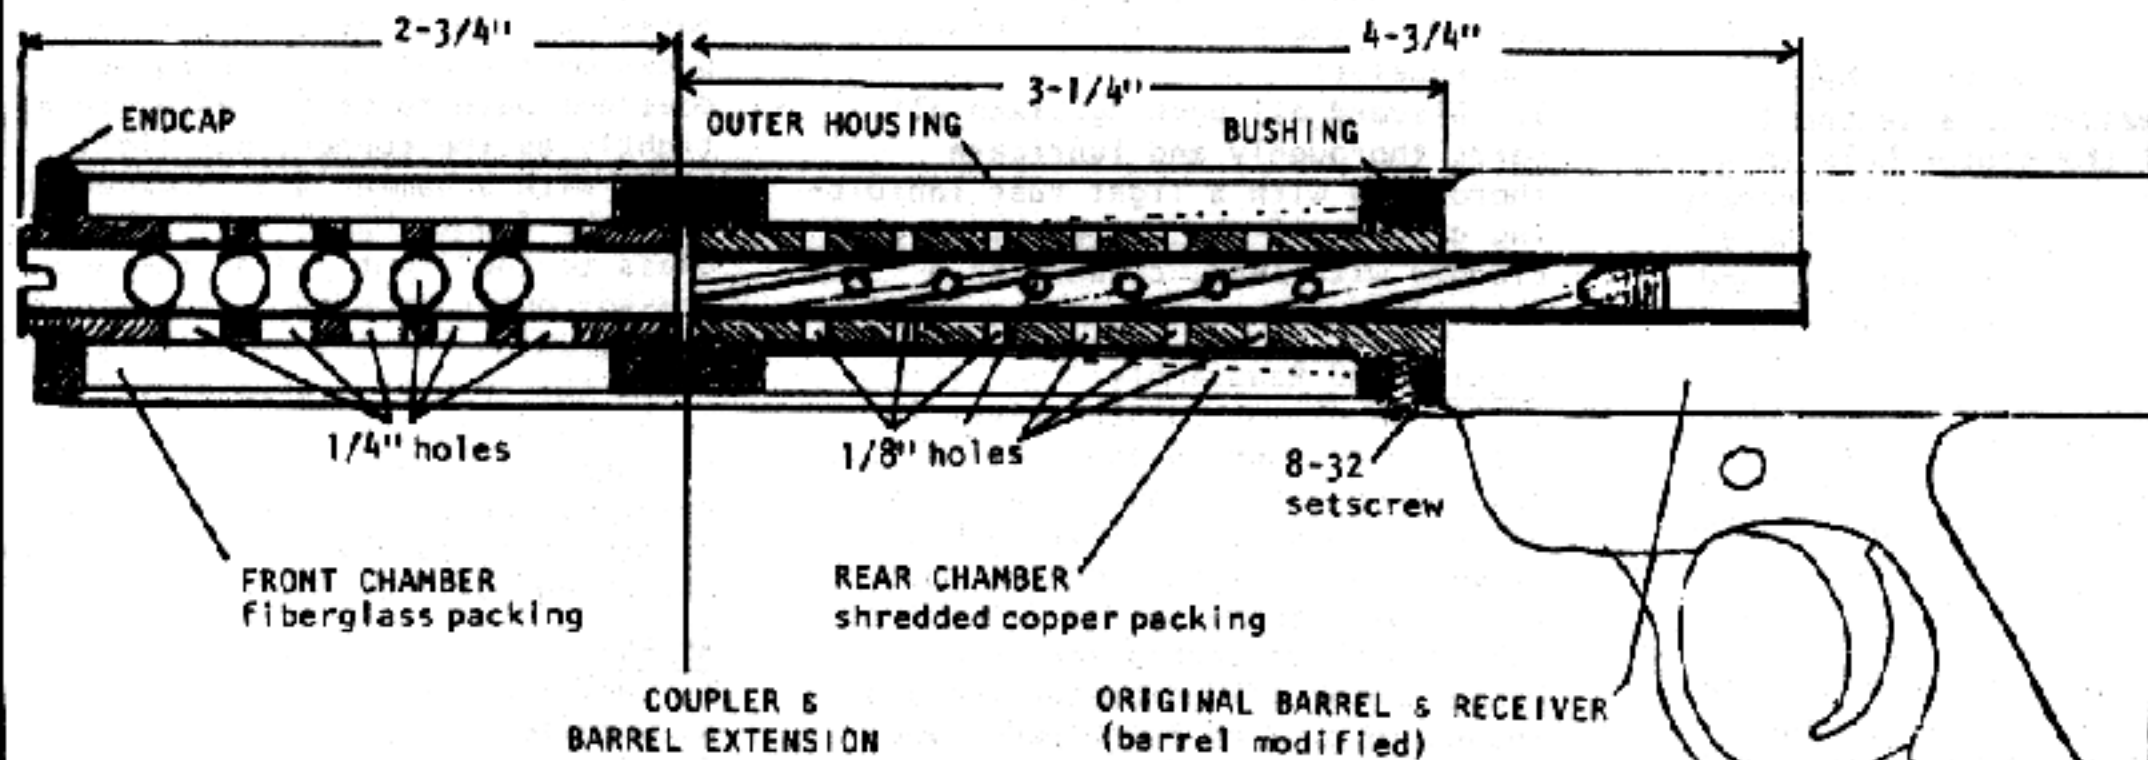 2-3/4"
4-3/4"
3-1/4"
ENDCAP
OUTER HOUSING
BUSHING
1/4" holes
1/8" holes
8-32
setscrew
FRONT CHAMBER
fiberglass packing
REAR CHAMBER
shredded copper packing
COUPLER &
BARREL EXTENSION
ORIGINAL BARREL & RECEIVER
(barrel modified)